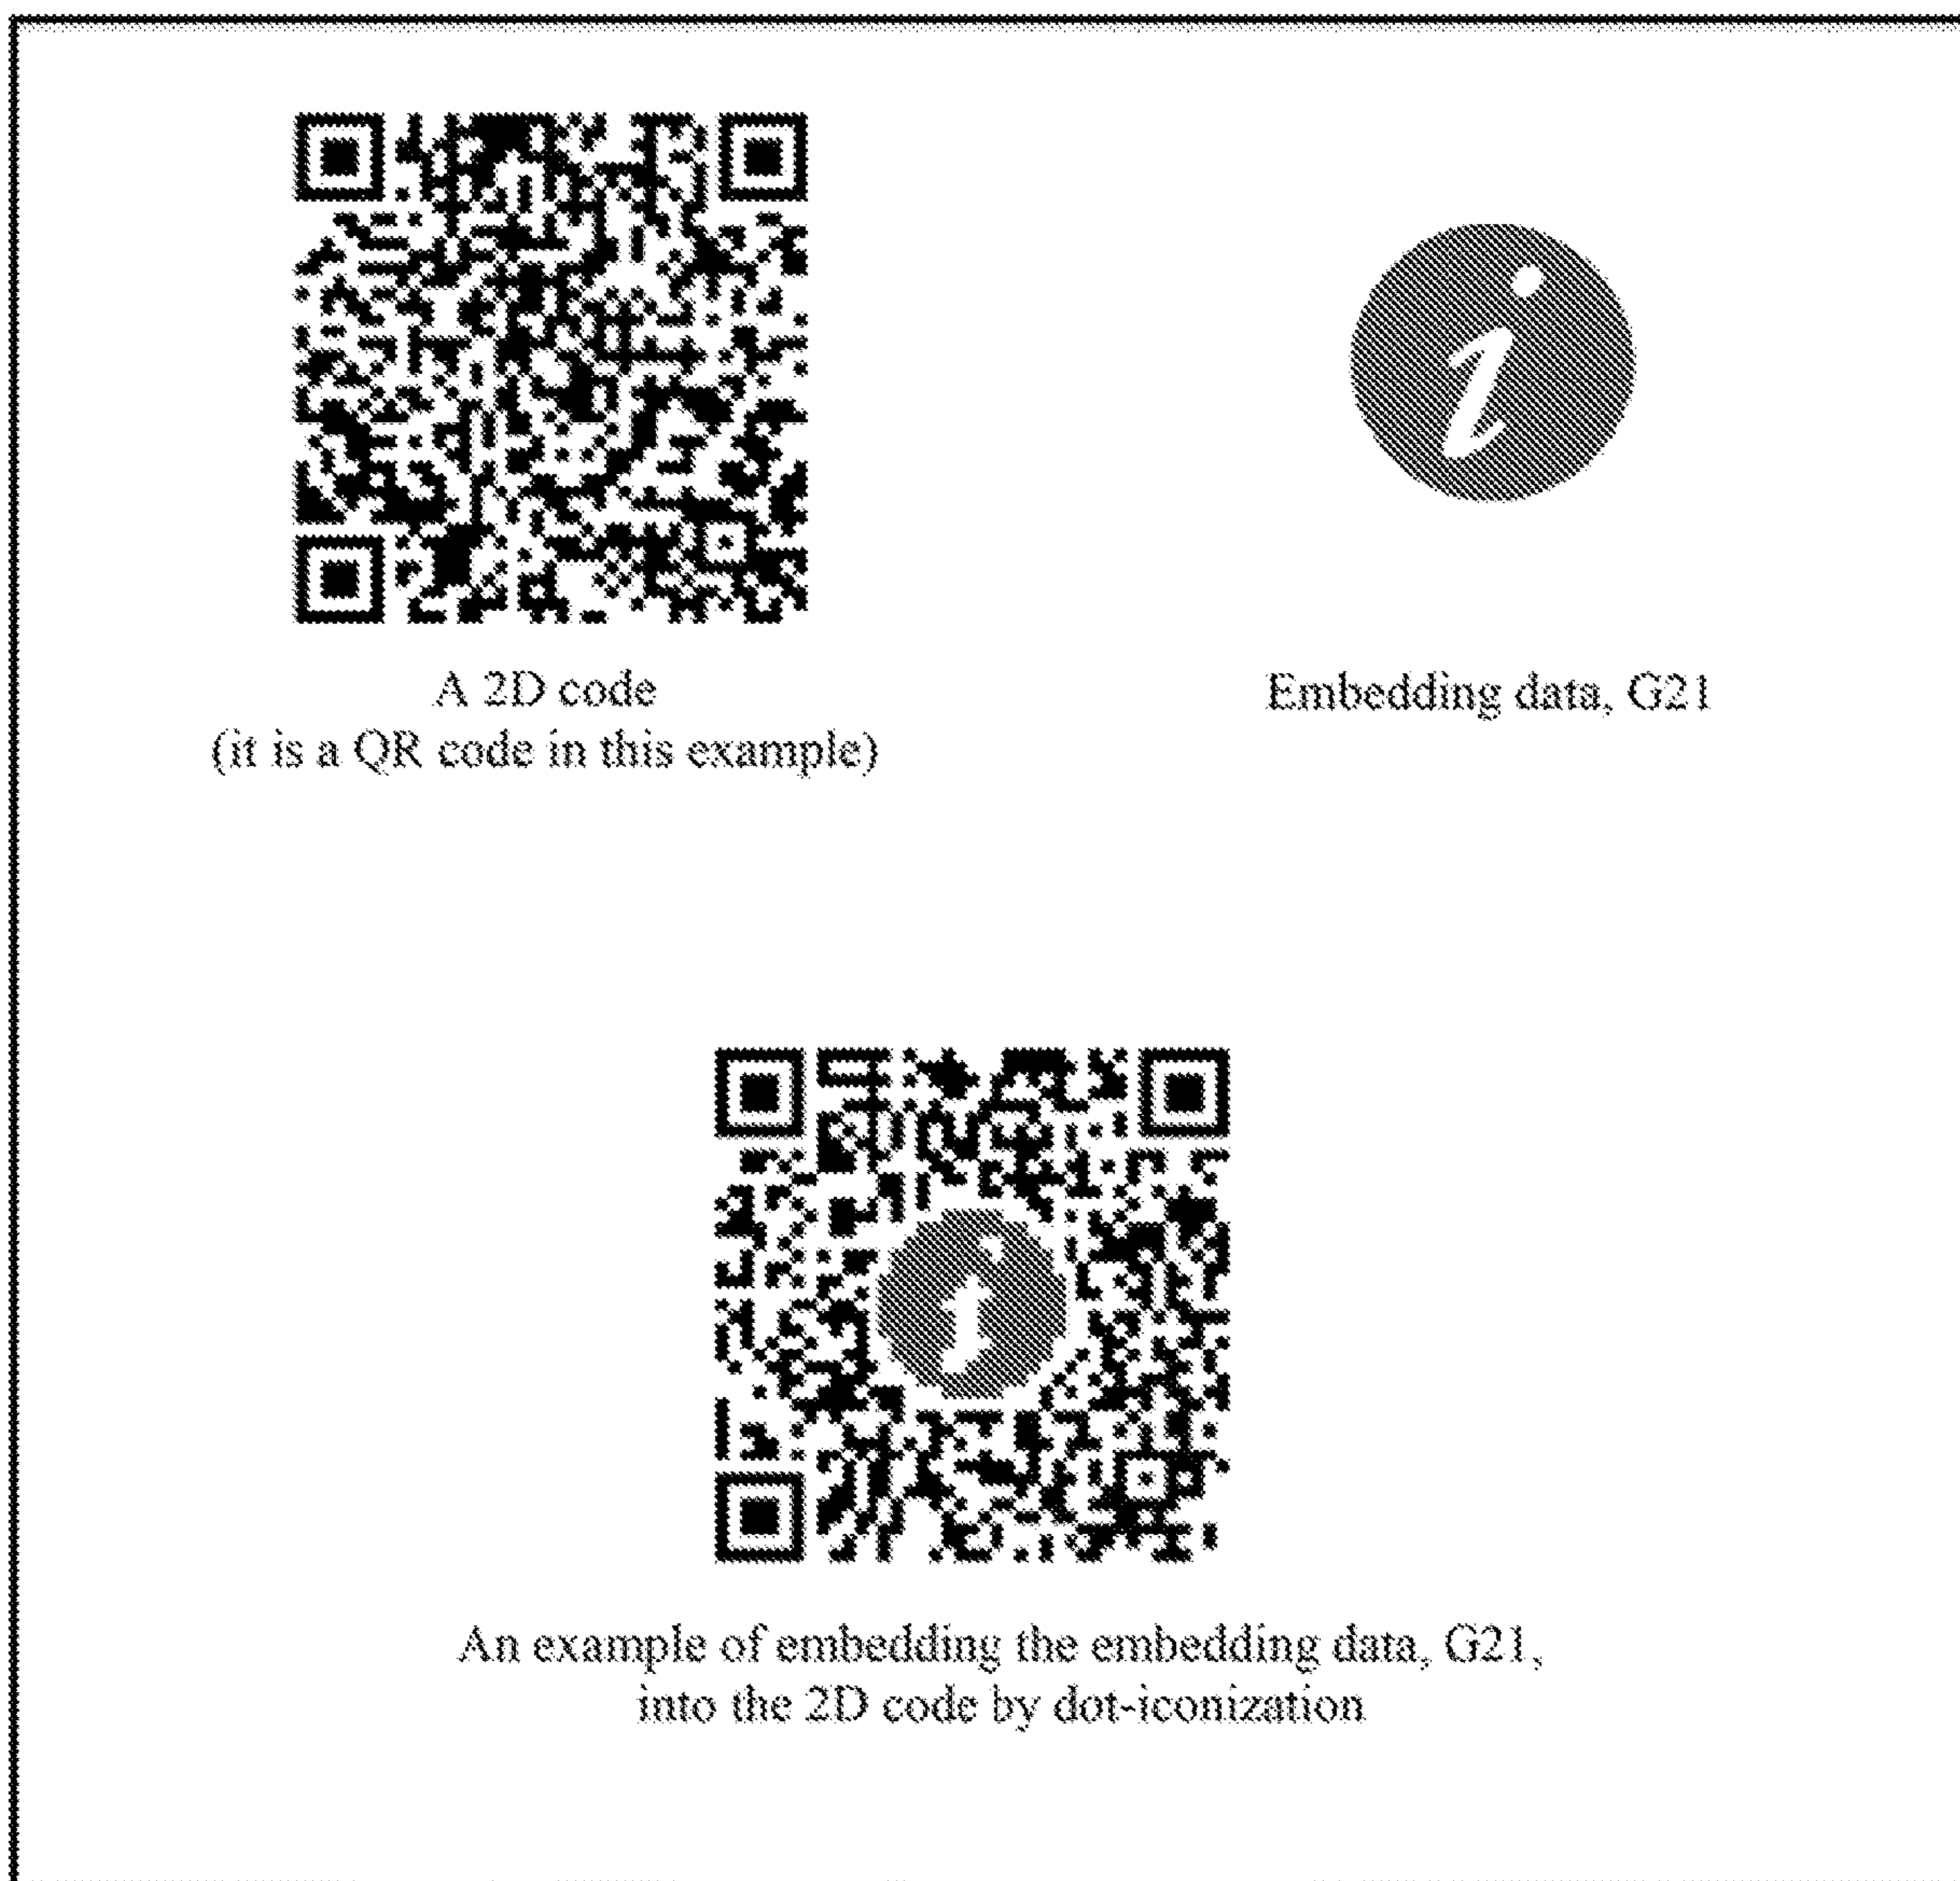 A 2D code
(it is a QR code in this example)
Embedding data, G21
An example of embedding the embedding data, G21,
into the 2D code by dot-iconization